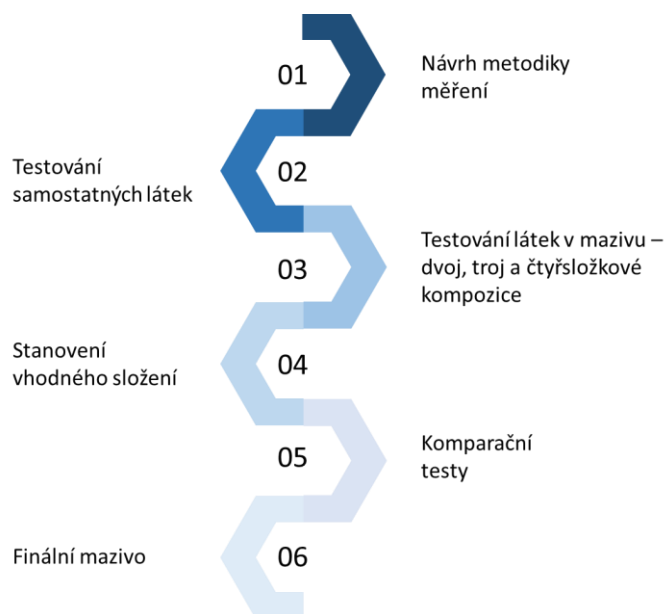 01
Návrh metodiky
měření
Testování
samostatných látek
02
03
Testování látek v mazivu –
dvoj, troj a čtyřsložkové
kompozice
Stanovení
vhodného složení
04
05
Komparační
testy
Finální mazivo
06